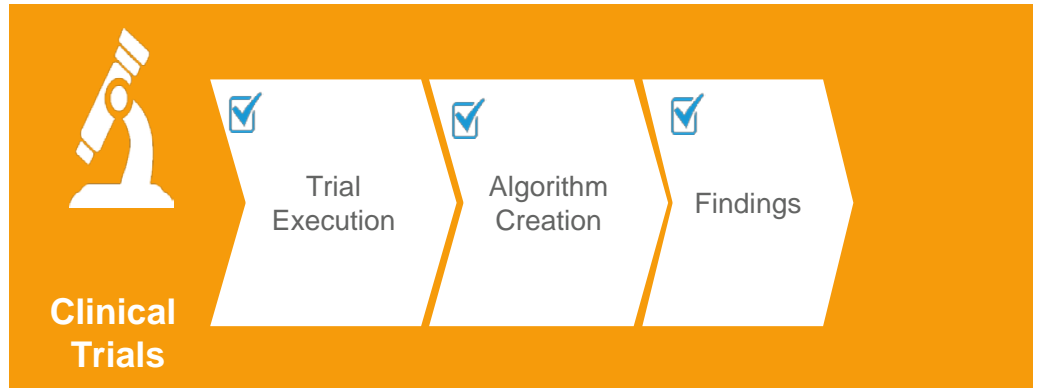 Trial
Execution
Algorithm
Creation
Findings
Clinical
Trials